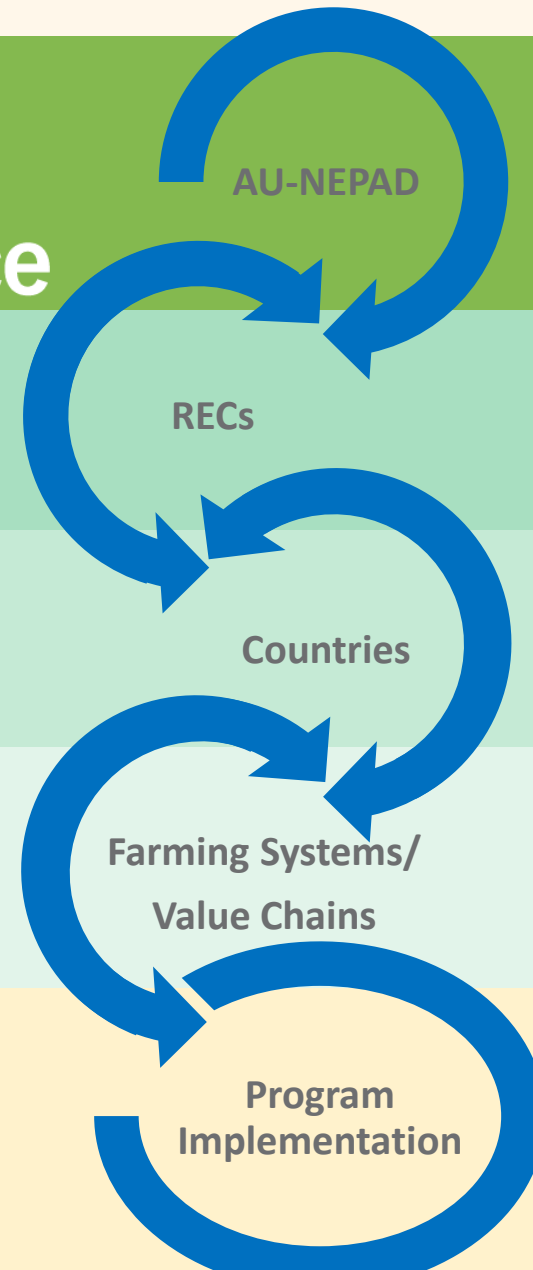 AU-NEPAD
RECs
Countries
Farming Systems/
Value Chains
Program
Implementation